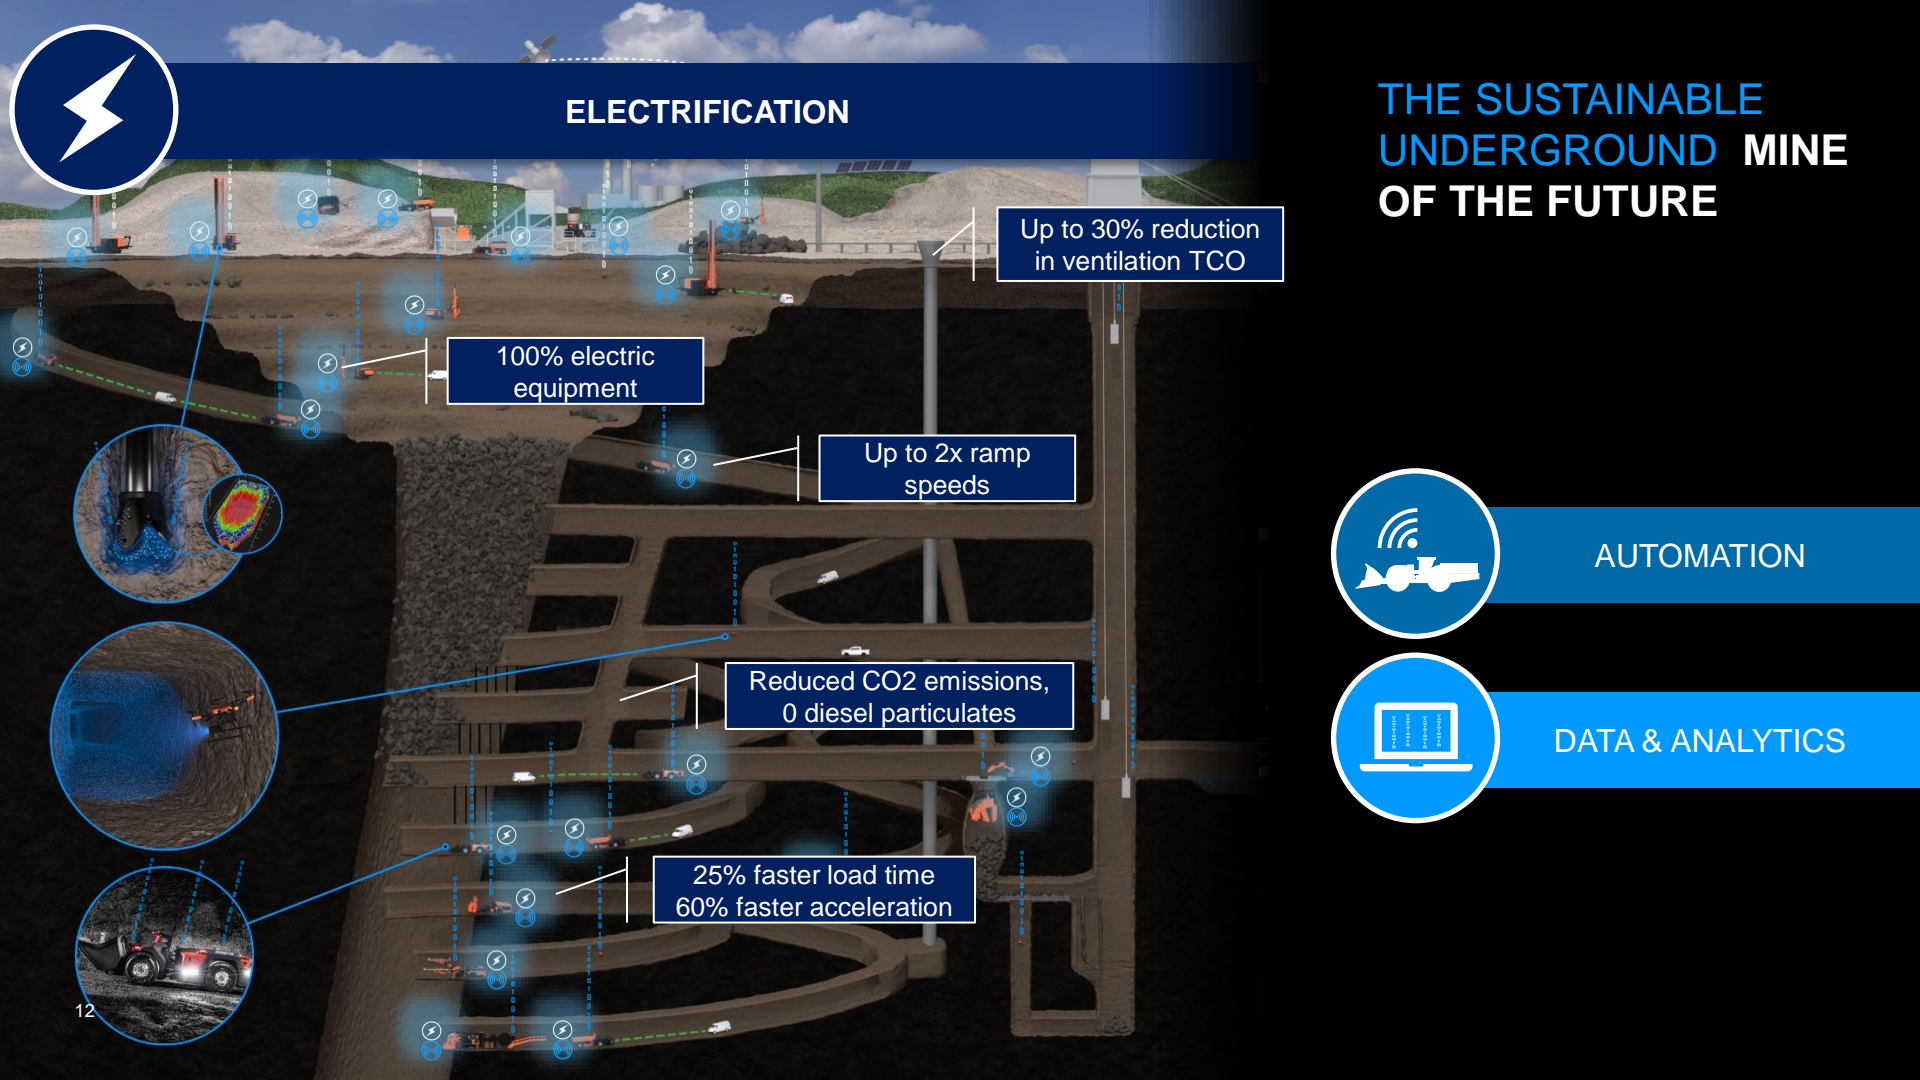 ELECTRIFICATION
THE SUSTAINABLE
UNDERGROUND MINE
OF THE FUTURE
Up to 30% reduction
in ventilation TCO
100% electric
equipment
Up to 2x ramp
speeds
AUTOMATION
Reduced CO2 emissions,
0 diesel particulates
DATA & ANALYTICS
25% faster load time
60% faster acceleration
12